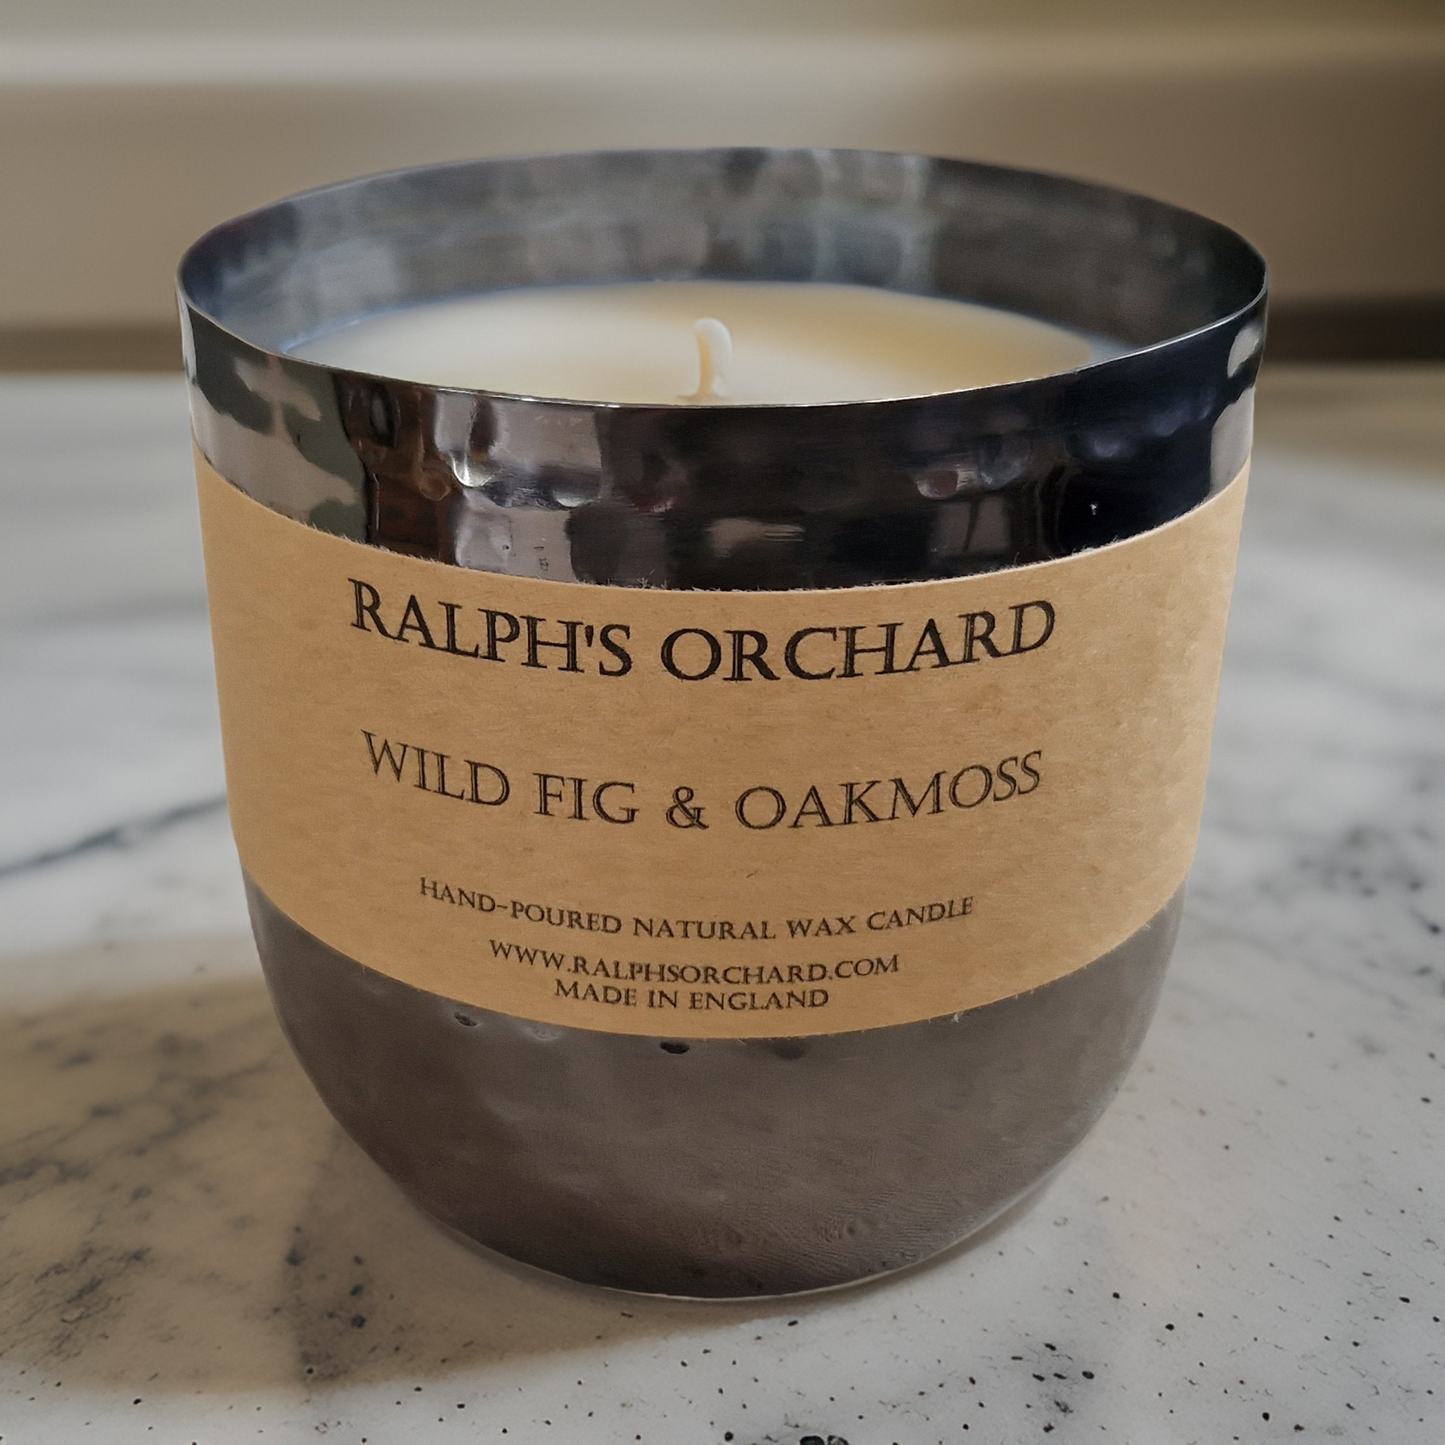 RALPH'S ORCHARD
WILD FIG & OAKMOSS
HAND-POURED NATURAL WAX CANDLE
WWW.RALPHSORCHARD.COM
MADE IN ENGLAND